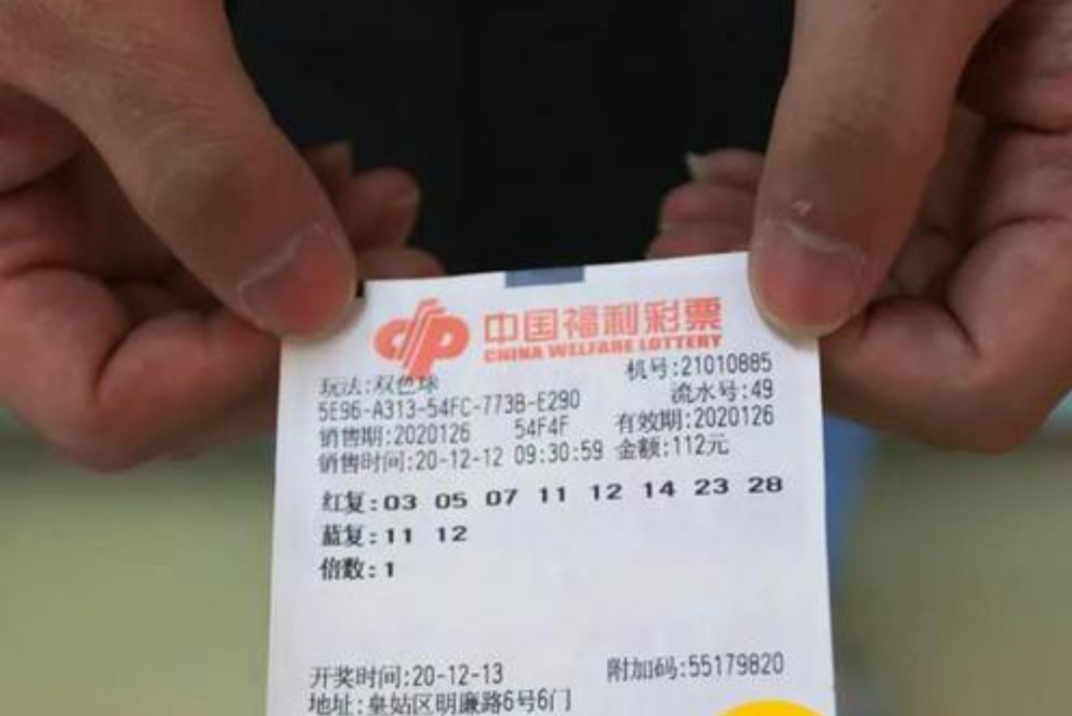 中国福利彩票
CHINA WELFARE LOTTERY
玩法:双色球 机号:21010885
5E96-A313-54FC-773B-E290 流水号:49
销售期:2020126 54F4F 有效期:2020126
销售时间:20-12-12 09:30:59 金额:112元
红复:03 05 07 11 12 14 23 28
蓝复:11 12
倍数:1
开奖时间:20-12-13 附加码:55179820
地址:皇姑区明廉路6号6门